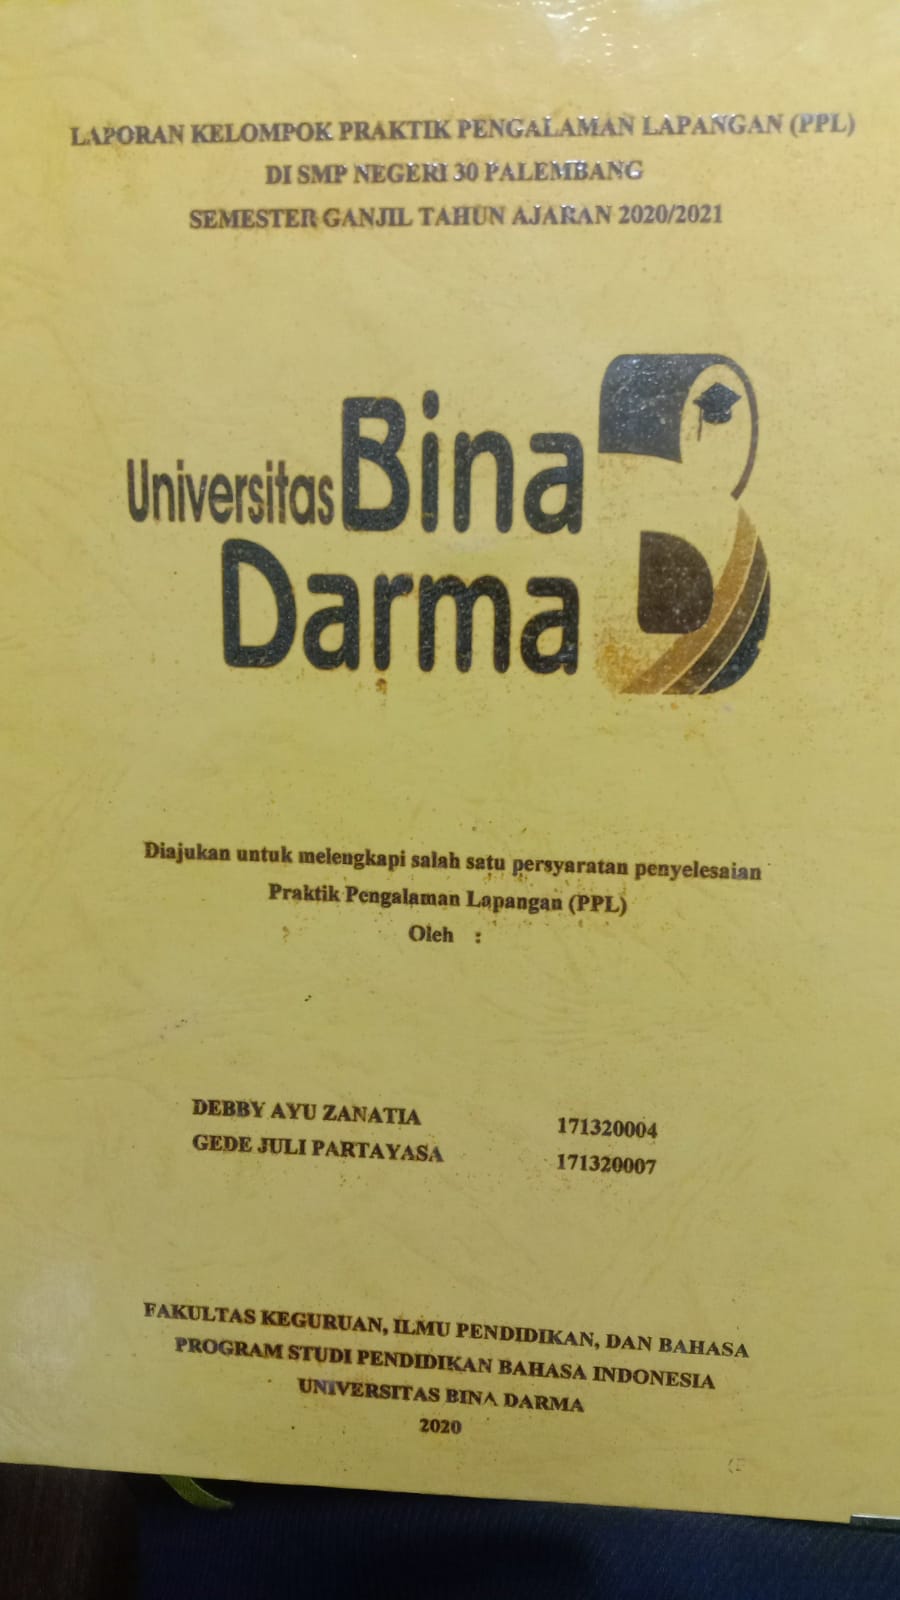 LAPORAN KELOMPOK PRAKTIK PENGALAMAN LAPANGAN (PPL)
DI SMP NEGERI 30 PALEMBANG
SEMESTER GANJIL TAHUN AJARAN 2020/2021
Universitas Bina
Darma
Diajukan untuk melengkapi salah satu persyaratan penyelesaian
Praktik Pengalaman Lapangan (PPL)
Oleh :
DEBBY AYU ZANATIA 171320004
GEDE JULI PARTAYASA 171320007
FAKULTAS KEGURUAN, ILMU PENDIDIKAN, DAN BAHASA
PROGRAM STUDI PENDIDIKAN BAHASA INDONESIA
UNIVERSITAS BINA DARMA
2020